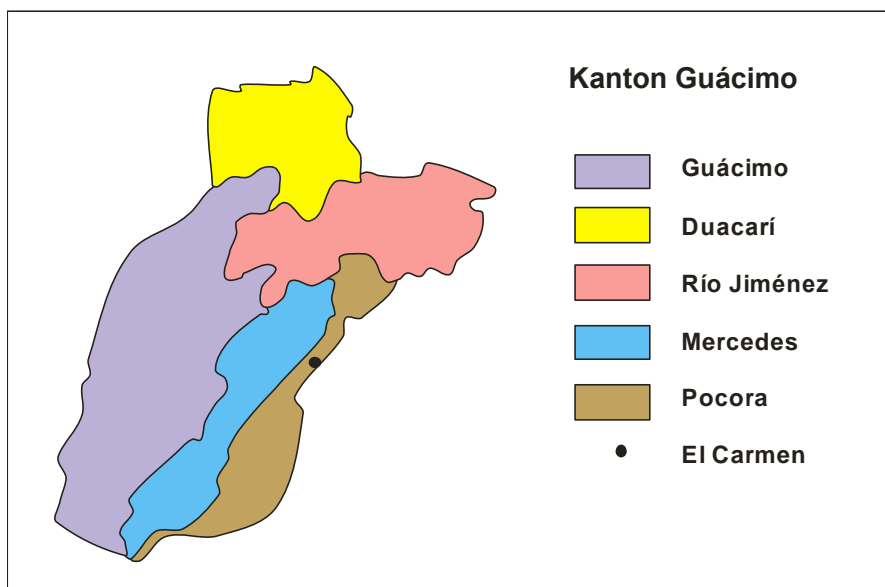 Kanton Guácimo
Guácimo
Duacarí
Río Jiménez
Mercedes
Pocora
El Carmen